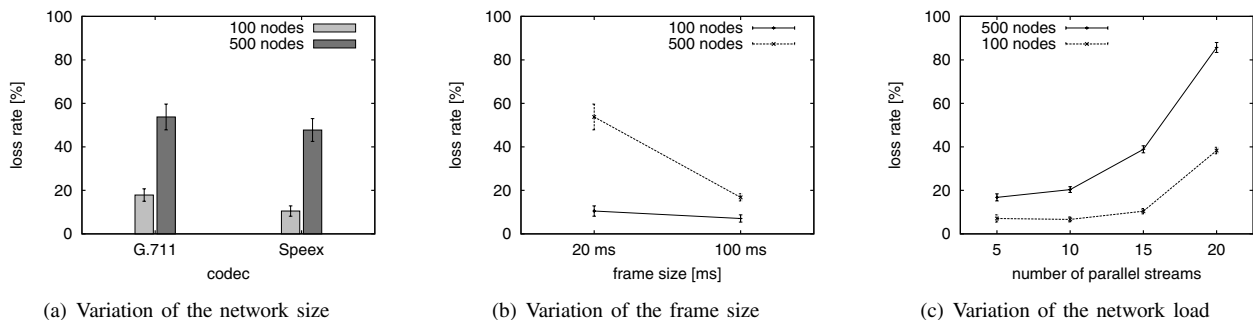 100
80
60
40
20
0
loss rate [%]
100 nodes
500 nodes
G.711
Speex
codec
(a) Variation of the network size
100
80
60
40
20
0
loss rate [%]
100 nodes
500 nodes
20 ms
100 ms
frame size [ms]
(b) Variation of the frame size
100
80
60
40
20
0
loss rate [%]
500 nodes
100 nodes
5
10
15
20
number of parallel streams
(c) Variation of the network load